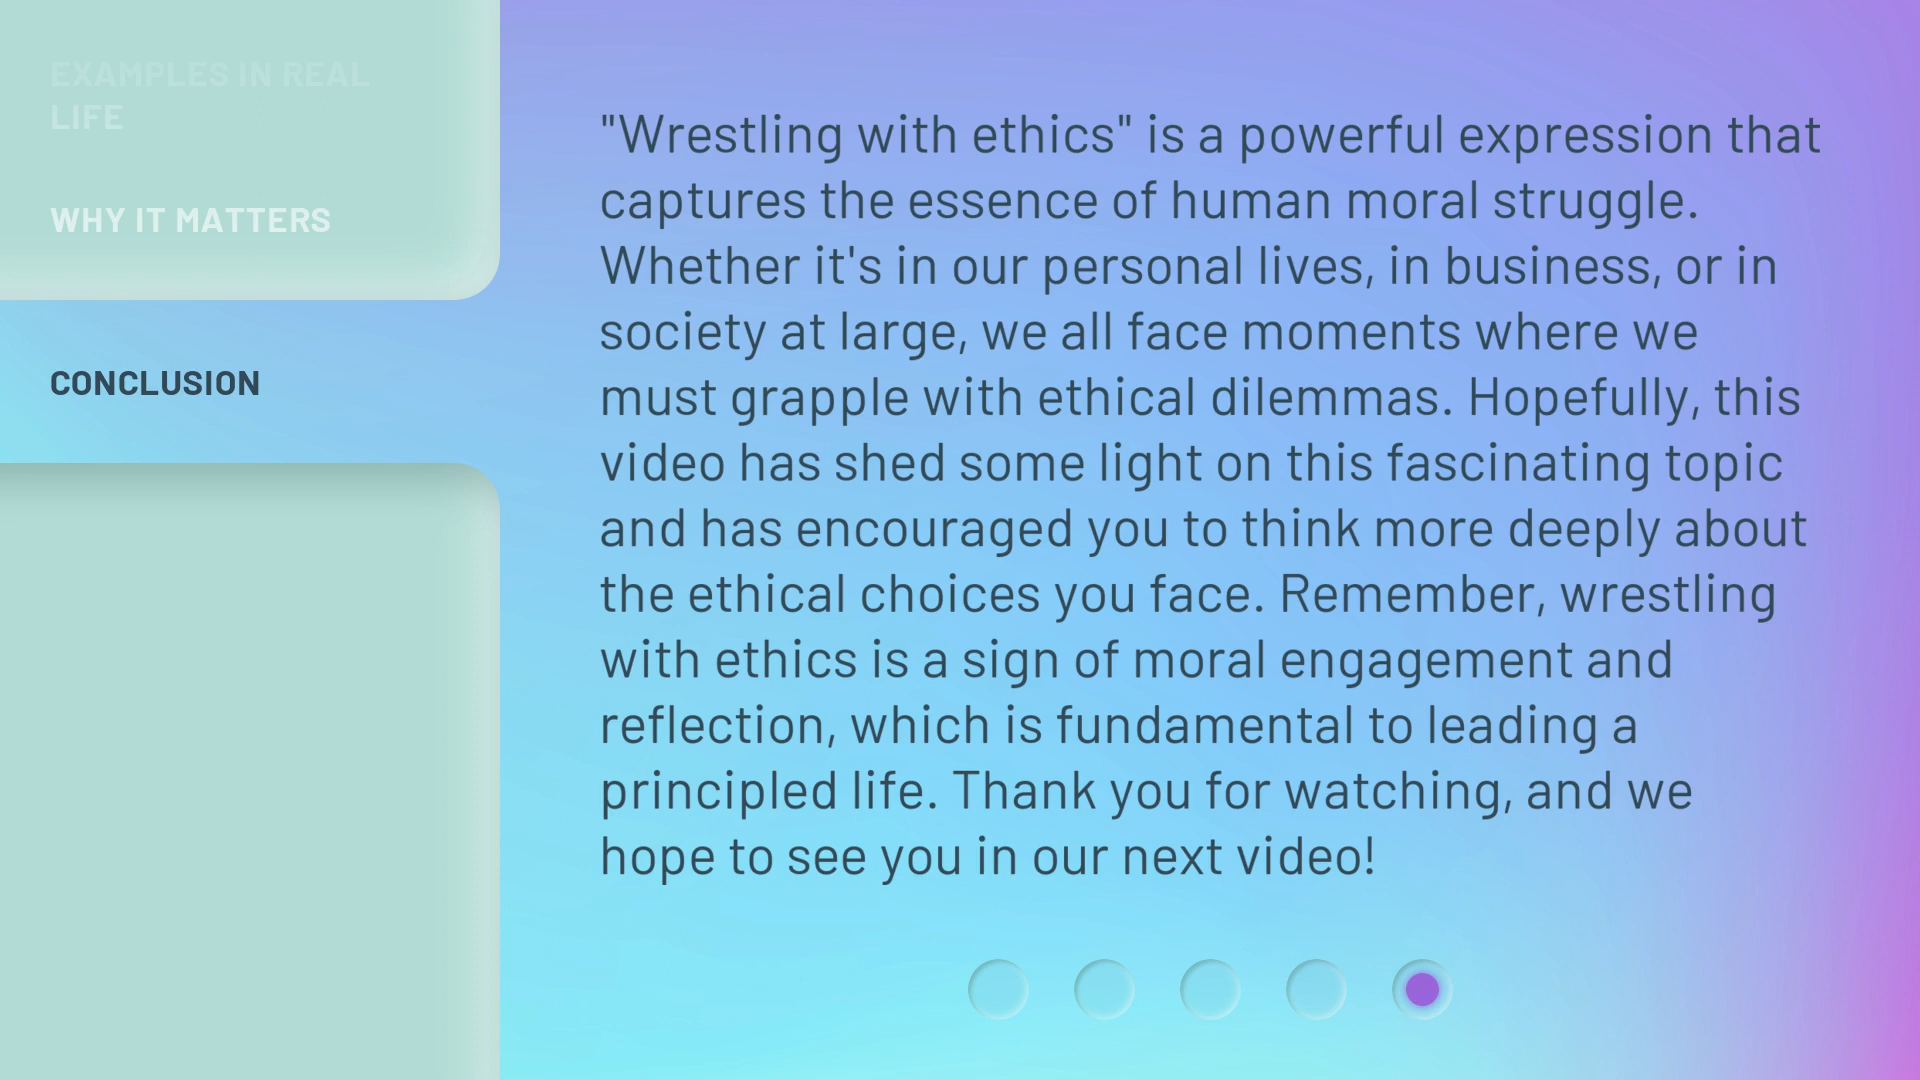 EXAMPLES IN REAL
LIFE
WHY IT MATTERS
CONCLUSION
"Wrestling with ethics" is a powerful expression that
captures the essence of human moral struggle.
Whether it's in our personal lives, in business, or in
society at large, we all face moments where we
must grapple with ethical dilemmas. Hopefully, this
video has shed some light on this fascinating topic
and has encouraged you to think more deeply about
the ethical choices you face. Remember, wrestling
with ethics is a sign of moral engagement and
reflection, which is fundamental to leading a
principled life. Thank you for watching, and we
hope to see you in our next video!